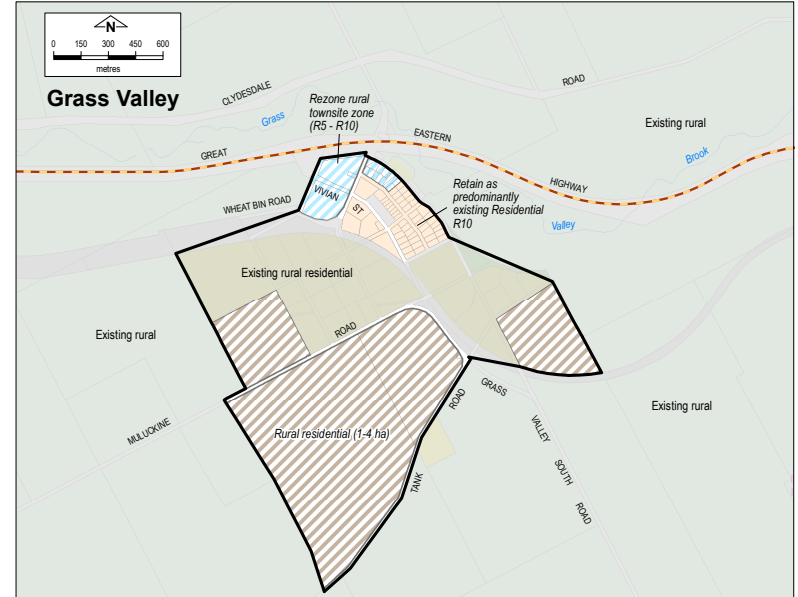 N
0 150 300 450 600
metres
Grass Valley
CLYDESDALE
ROAD
Rezone rural
townsite zone
(R5 - R10)
Grass
Existing rural
GREAT
EASTERN
Brook
HIGHWAY
Retain as
predominantly
existing Residential
R10
VIVIAN
ST
WHEAT BIN ROAD
Valley
Existing rural residential
Existing rural
ROAD
GRASS
ROAD
Existing rural
MULUCKINE
Rural residential (1-4 ha)
VALLEY
SOUTH
TANK
ROAD